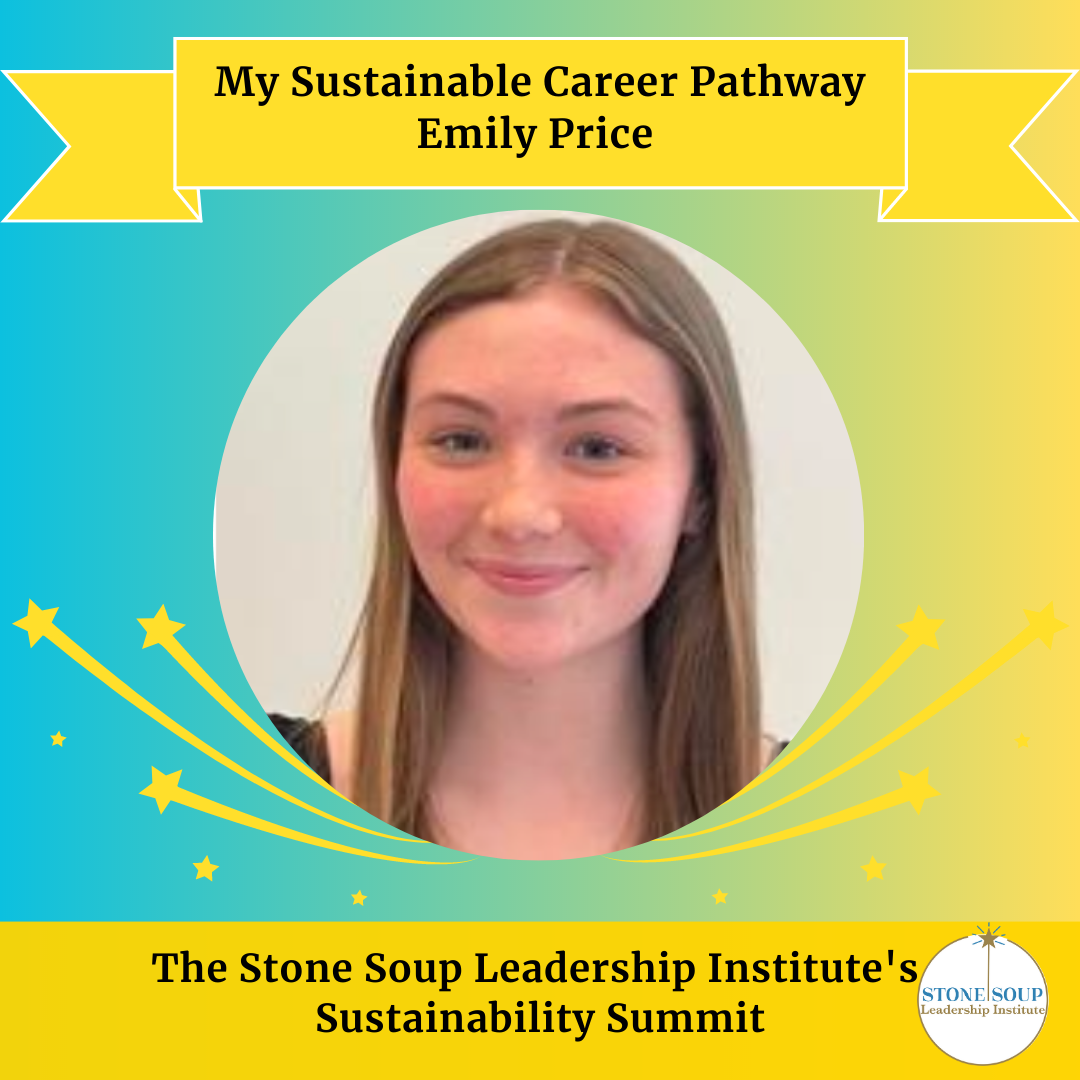 My Sustainable Career Pathway
Emily Price
The Stone Soup Leadership Institute's
Sustainability Summit
STONE SOUP
Leadership Institute